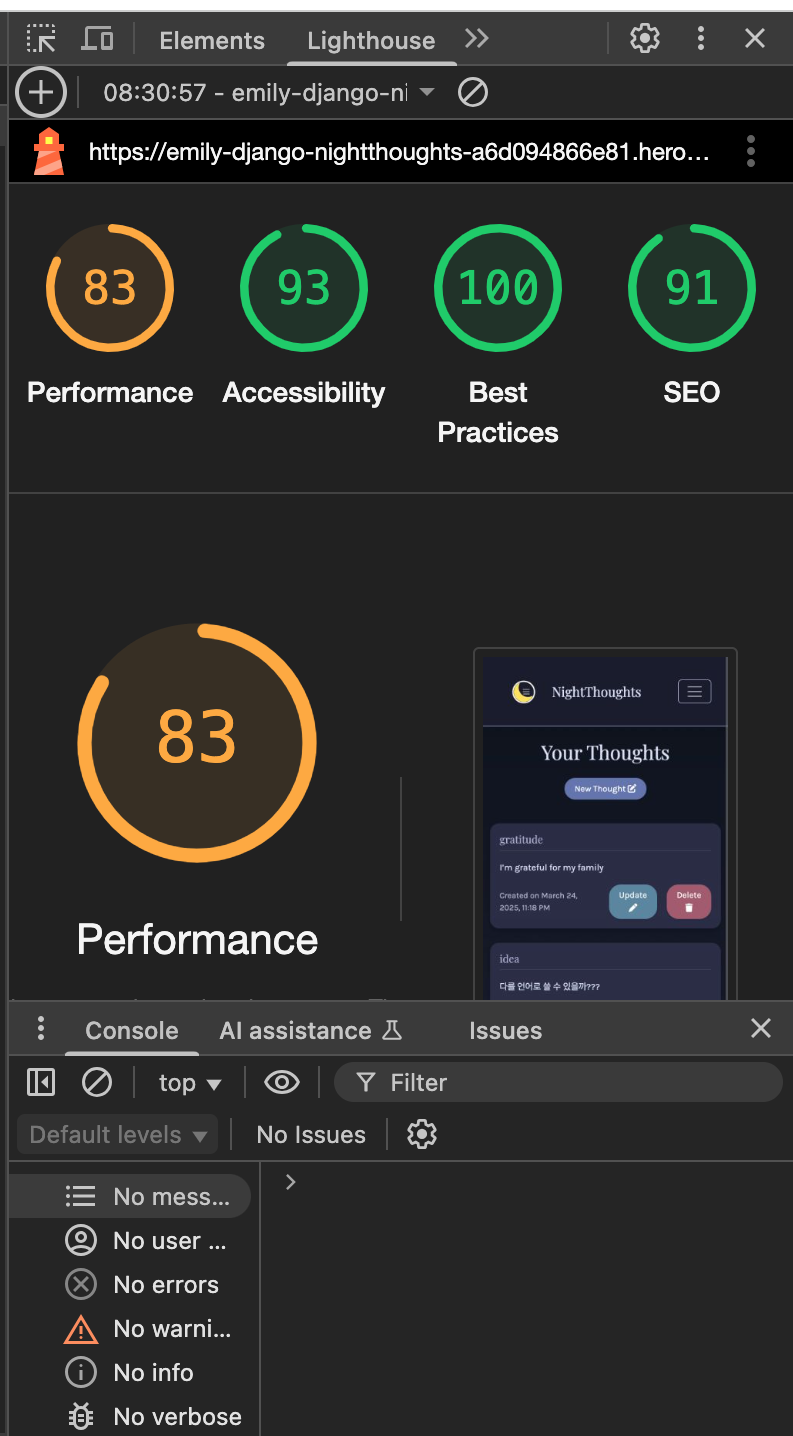 Elements Lighthouse
08:30:57 - emily-django-ni
https://emily-django-nightthoughts-a6d094866e81.hero…
83 93 100 91
Performance Accessibility Best Practices SEO
83
Performance
NightThoughts
Your Thoughts
New Thought
gratitude
I'm grateful for my family
Created on March 24,
2025, 11:18 PM
Update
Delete
idea
다를 언어로 쓸 수 있을까???
Console AI assistance Issues
top Filter
Default levels No Issues
No mess…
No user …
No errors
No warni…
No info
No verbose